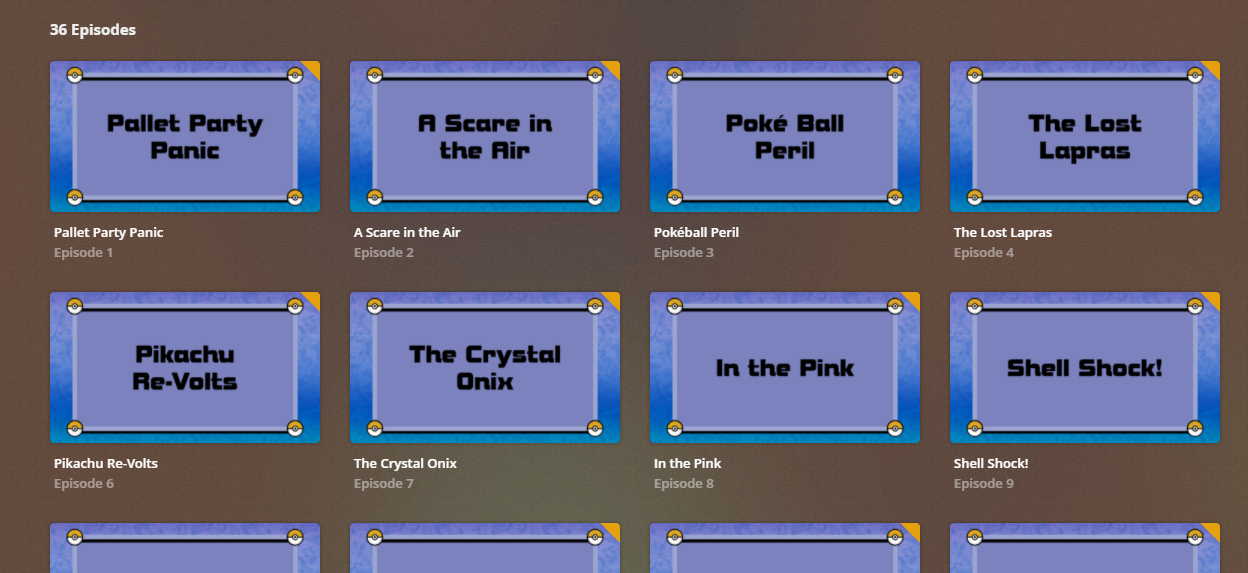 36 Episodes
Pallet Party
Panic
A Scare in
the Air
Poké Ball
Peril
The Lost
Lapras
Pallet Party Panic
A Scare in the Air
Pokéball Peril
The Lost Lapras
Episode 1
Episode 2
Episode 3
Episode 4
Pikachu
Re-Volts
The Crystal
Onix
In the Pink
Shell Shock!
Pikachu Re-Volts
The Crystal Onix
In the Pink
Shell Shock!
Episode 6
Episode 7
Episode 8
Episode 9